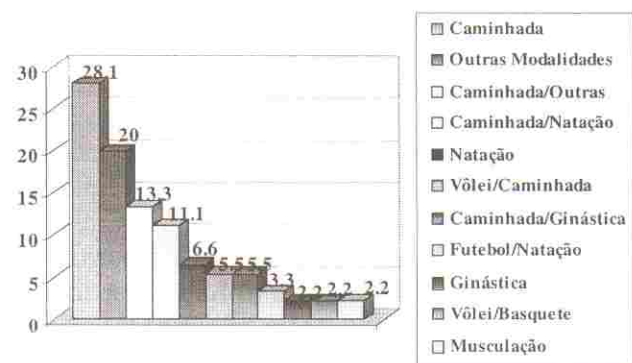 30
25
20
15
10
5
0
28.1
20
13.3
11.1
6.6
5.5
5.5
3.3
2.2
2.2
2.2
Caminhada
Outras Modalidades
Caminhada/Outras
Caminhada/Natação
Natação
Vôlei/Caminhada
Caminhada/Ginástica
Futebol/Natação
Ginástica
Vôlei/Basquete
Musculação